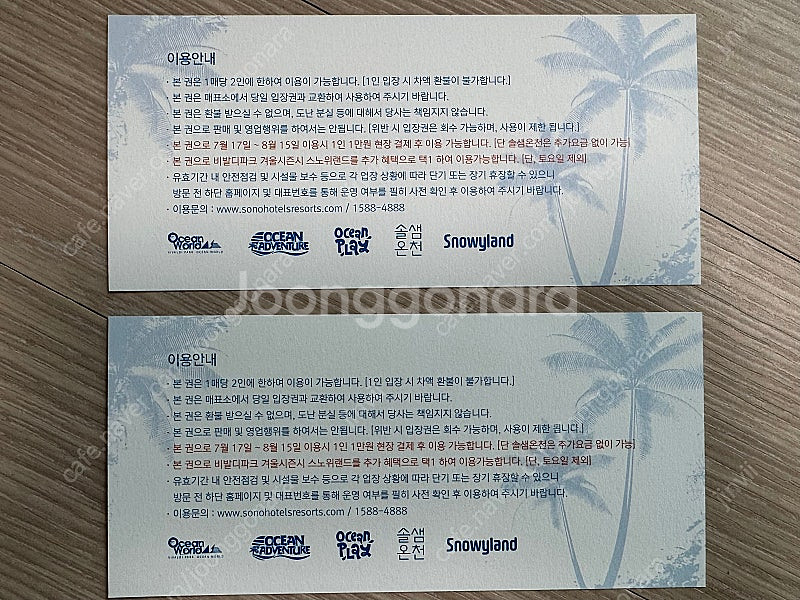 이용안내
· 본 권은 1매당 2인에 한하여 이용이 가능합니다. [1인 입장 시 차액 환불이 불가합니다.]
· 본 권은 매표소에서 당일 입장권과 교환하여 사용하여 주시기 바랍니다.
· 본 권은 환불 받으실 수 없으며, 도난 분실 등에 대해서 당사는 책임지지 않습니다.
· 본 권으로 판매 및 영업행위를 하여서는 안됩니다. [위반 시 입장권은 회수 가능하며, 사용이 제한 됩니다.]
· 본 권으로 7월 17일 ~ 8월 15일 이용시 1인 1만원 현장 결제 후 이용 가능합니다. [단 솔샘온천은 추가요금 없이 가능]
· 본 권으로 비발디파크 겨울시즌시 스노위랜드를 추가 혜택으로 택1 하여 이용가능합니다. [단, 토요일 제외]
· 유효기간 내 안전점검 및 시설물 보수 등으로 각 입장 상황에 따라 단기 또는 장기 휴장할 수 있으니
방문 전 하단 홈페이지 및 대표번호를 통해 운영 여부를 필히 사전 확인 후 이용하여 주시기 바랍니다.
· 이용문의 : www.sonohotelsresorts.com / 1588-4888
Ocean World VIVALDI PARK OCEAN WORLD
OCEAN ADVENTURE
Ocean Play
솔샘온천
Snowyland
Joonggonara
이용안내
· 본 권은 1매당 2인에 한하여 이용이 가능합니다. [1인 입장 시 차액 환불이 불가합니다.]
· 본 권은 매표소에서 당일 입장권과 교환하여 사용하여 주시기 바랍니다.
· 본 권은 환불 받으실 수 없으며, 도난 분실 등에 대해서 당사는 책임지지 않습니다.
· 본 권으로 판매 및 영업행위를 하여서는 안됩니다. [위반 시 입장권은 회수 가능하며, 사용이 제한 됩니다.]
· 본 권으로 7월 17일 ~ 8월 15일 이용시 1인 1만원 현장 결제 후 이용 가능합니다. [단 솔샘온천은 추가요금 없이 가능]
· 본 권으로 비발디파크 겨울시즌시 스노위랜드를 추가 혜택으로 택1 하여 이용가능합니다. [단, 토요일 제외]
· 유효기간 내 안전점검 및 시설물 보수 등으로 각 입장 상황에 따라 단기 또는 장기 휴장할 수 있으니
방문 전 하단 홈페이지 및 대표번호를 통해 운영 여부를 필히 사전 확인 후 이용하여 주시기 바랍니다.
· 이용문의 : www.sonohotelsresorts.com / 1588-4888
Ocean World VIVALDI PARK OCEAN WORLD
OCEAN ADVENTURE
Ocean Play
솔샘온천
Snowyland